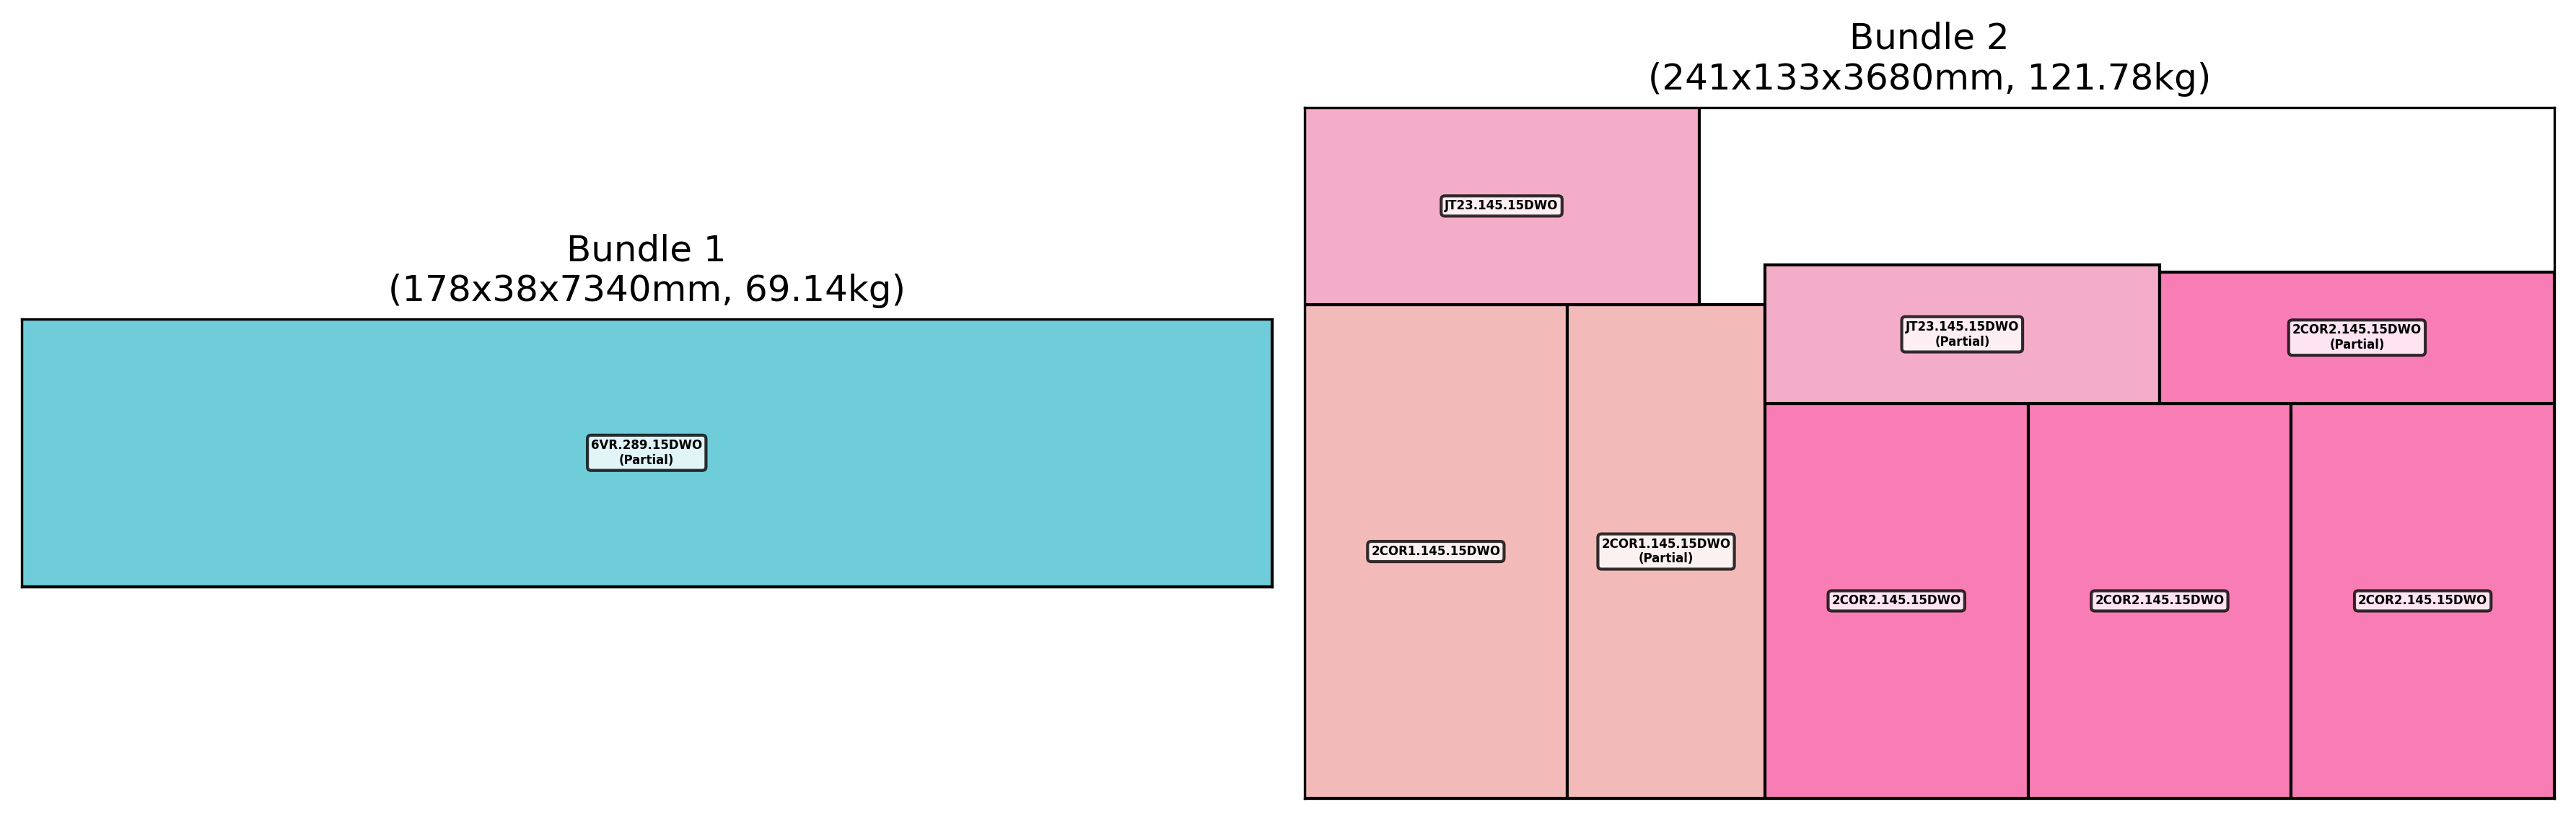 Bundle 1
(178x38x7340mm, 69.14kg)
6VR.289.15DWO
(Partial)
Bundle 2
(241x133x3680mm, 121.78kg)
JT23.145.15DWO
JT23.145.15DWO
(Partial)
2COR2.145.15DWO
(Partial)
2COR1.145.15DWO
2COR1.145.15DWO
(Partial)
2COR2.145.15DWO
2COR2.145.15DWO
2COR2.145.15DWO